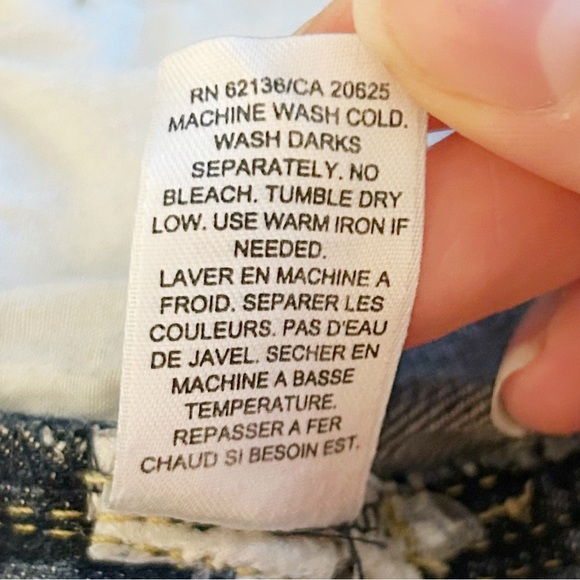 RN 62136/CA 20625
MACHINE WASH COLD.
WASH DARKS
SEPARATELY. NO
BLEACH. TUMBLE DRY
LOW. USE WARM IRON IF
NEEDED.
LAVER EN MACHINE A
FROID. SEPARER LES
COULEURS. PAS D'EAU
DE JAVEL. SECHER EN
MACHINE A BASSE
TEMPERATURE.
REPASSER A FER
CHAUD SI BESOIN EST.